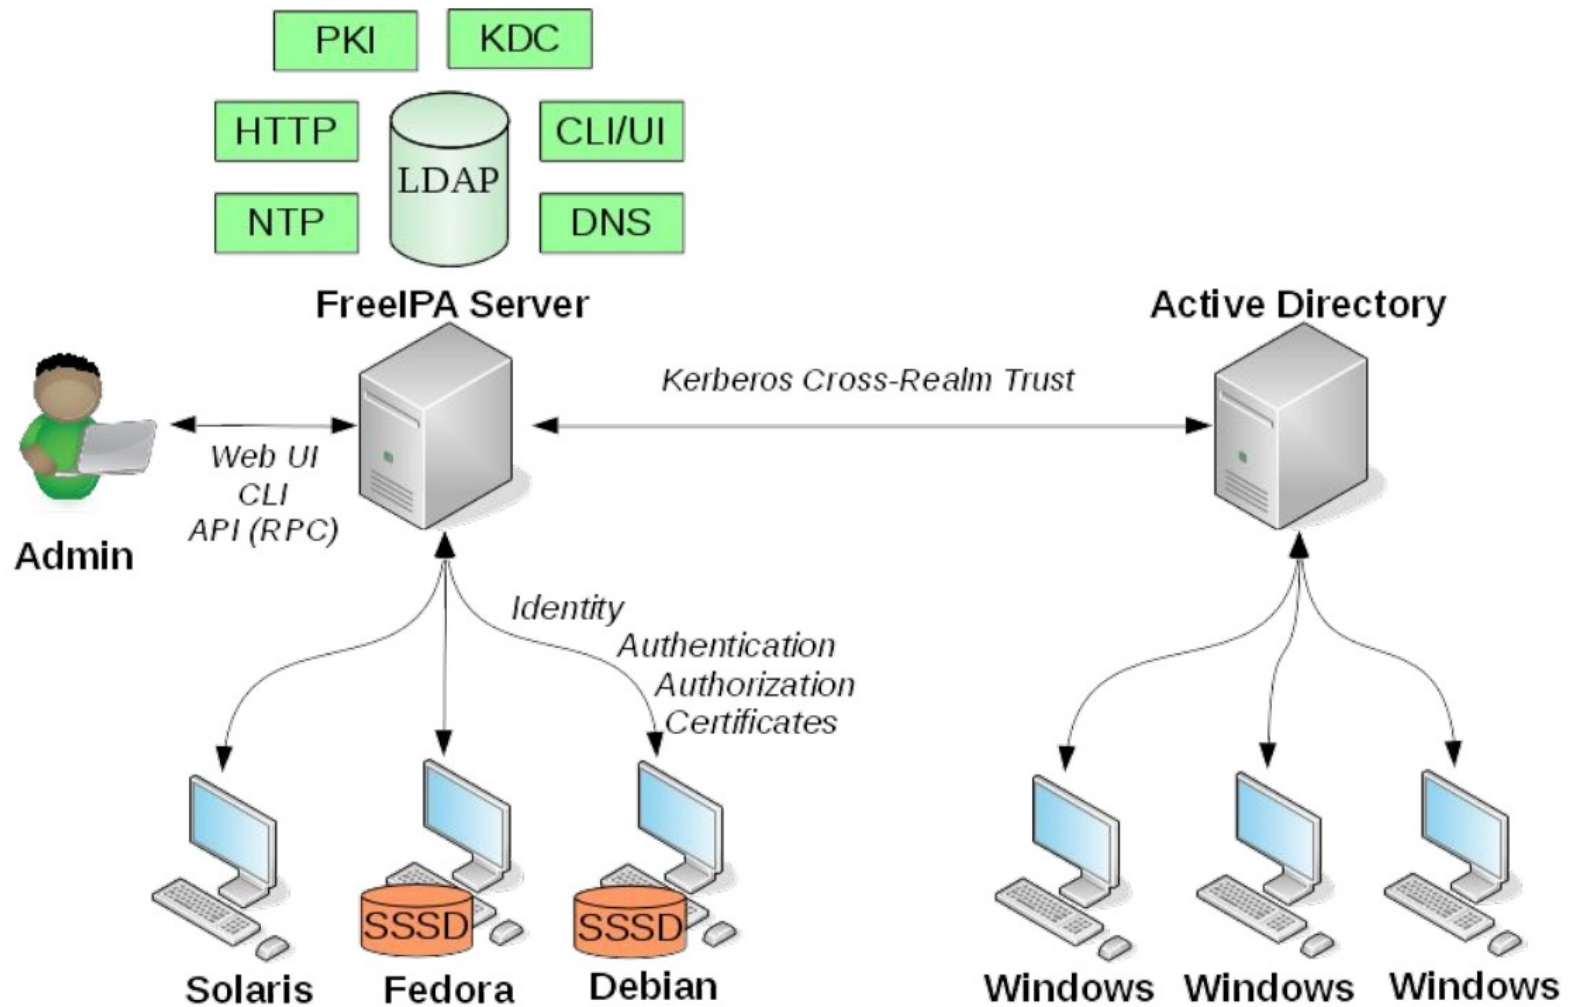 PKI
KDC
HTTP
CLI/UI
LDAP
NTP
DNS
FreeIPA Server
Active Directory
Kerberos Cross-Realm Trust
Web UI
CLI
API (RPC)
Admin
Identity
Authentication
Authorization
Certificates
SSSD
SSSD
Solaris
Fedora
Debian
Windows
Windows
Windows